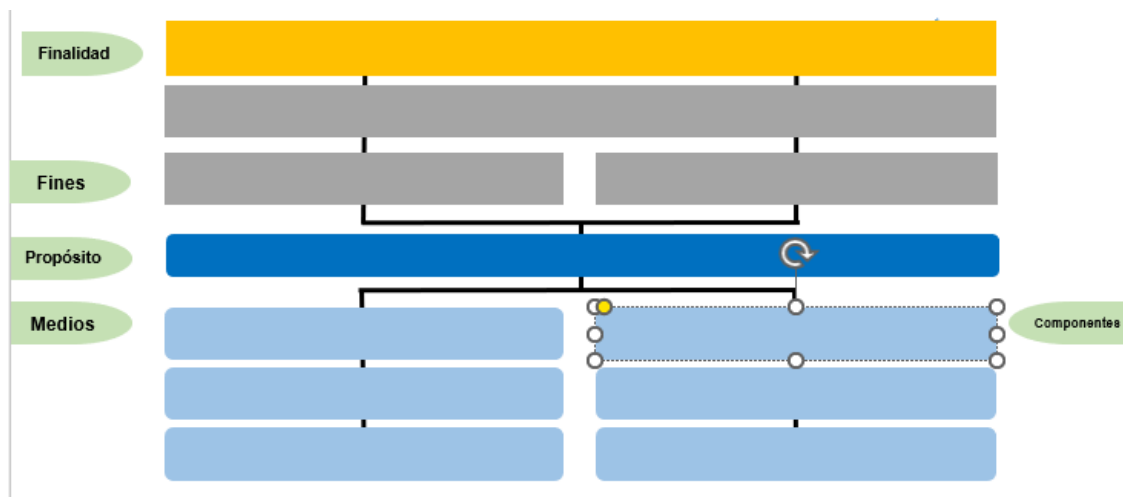 Finalidad
Fines
Propósito
Medios
Componentes